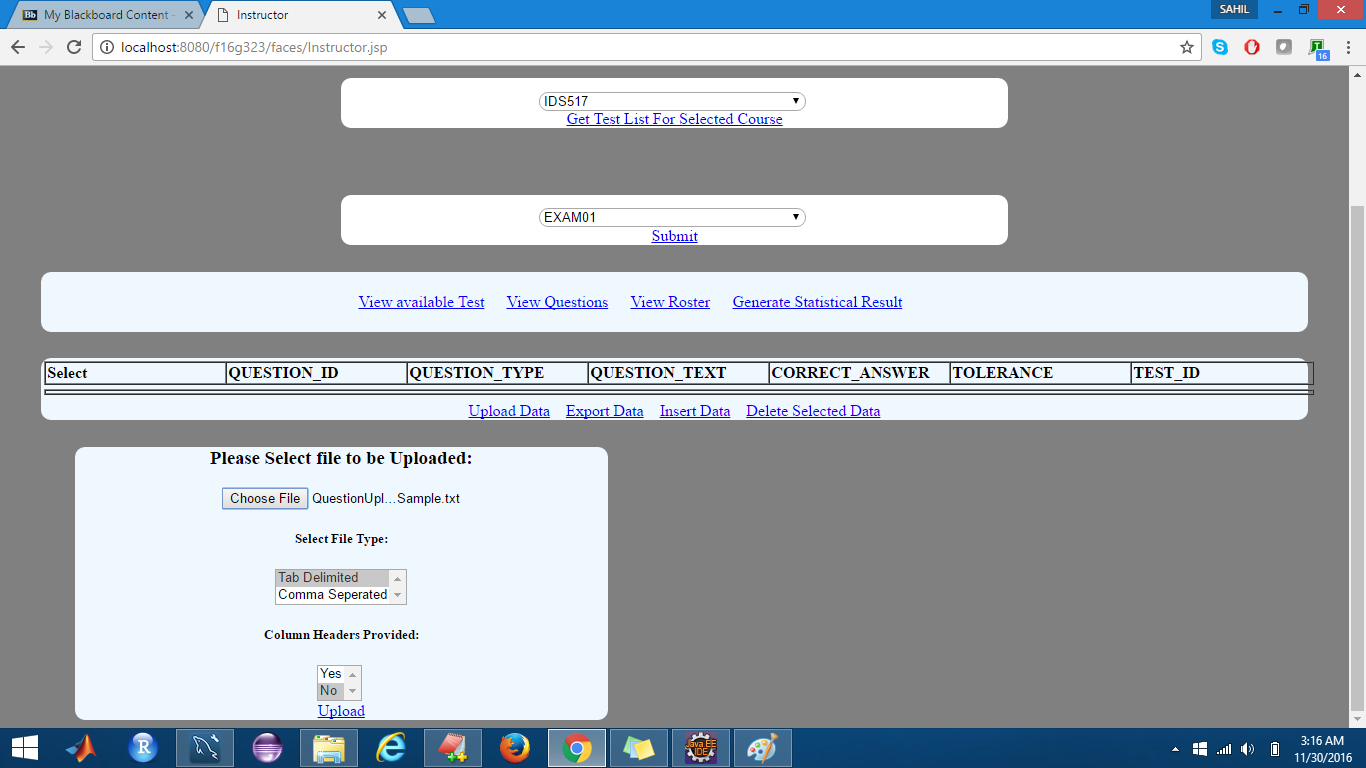 My Blackboard Content -
Instructor
SAHIL
localhost:8080/f16g323/faces/Instructor.jsp
16
IDS517
Get Test List For Selected Course
EXAM01
Submit
View available Test View Questions View Roster Generate Statistical Result
Select QUESTION_ID QUESTION_TYPE QUESTION_TEXT CORRECT_ANSWER TOLERANCE TEST_ID
Upload Data Export Data Insert Data Delete Selected Data
Please Select file to be Uploaded:
Choose File QuestionUpl...Sample.txt
Select File Type:
Tab Delimited
Comma Seperated
Column Headers Provided:
Yes
No
Upload
Java EE
IDE
3:16 AM
11/30/2016